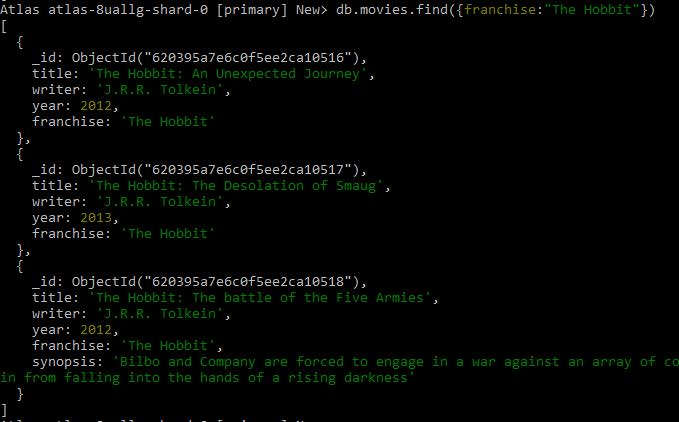 Atlas atlas-8uallg-shard-0 [primary] New> db.movies.find({franchise:"The Hobbit"})
[
  {
    _id: ObjectId("620395a7e6c0f5ee2ca10516"),
    title: 'The Hobbit: An Unexpected Journey',
    writer: 'J.R.R. Tolkein',
    year: 2012,
    franchise: 'The Hobbit'
  },
  {
    _id: ObjectId("620395a7e6c0f5ee2ca10517"),
    title: 'The Hobbit: The Desolation of Smaug',
    writer: 'J.R.R. Tolkein',
    year: 2013,
    franchise: 'The Hobbit'
  },
  {
    _id: ObjectId("620395a7e6c0f5ee2ca10518"),
    title: 'The Hobbit: The battle of the Five Armies',
    writer: 'J.R.R. Tolkein',
    year: 2012,
    franchise: 'The Hobbit',
    synopsis: 'Bilbo and Company are forced to engage in a war against an array of co
in from falling into the hands of a rising darkness'
  }
]